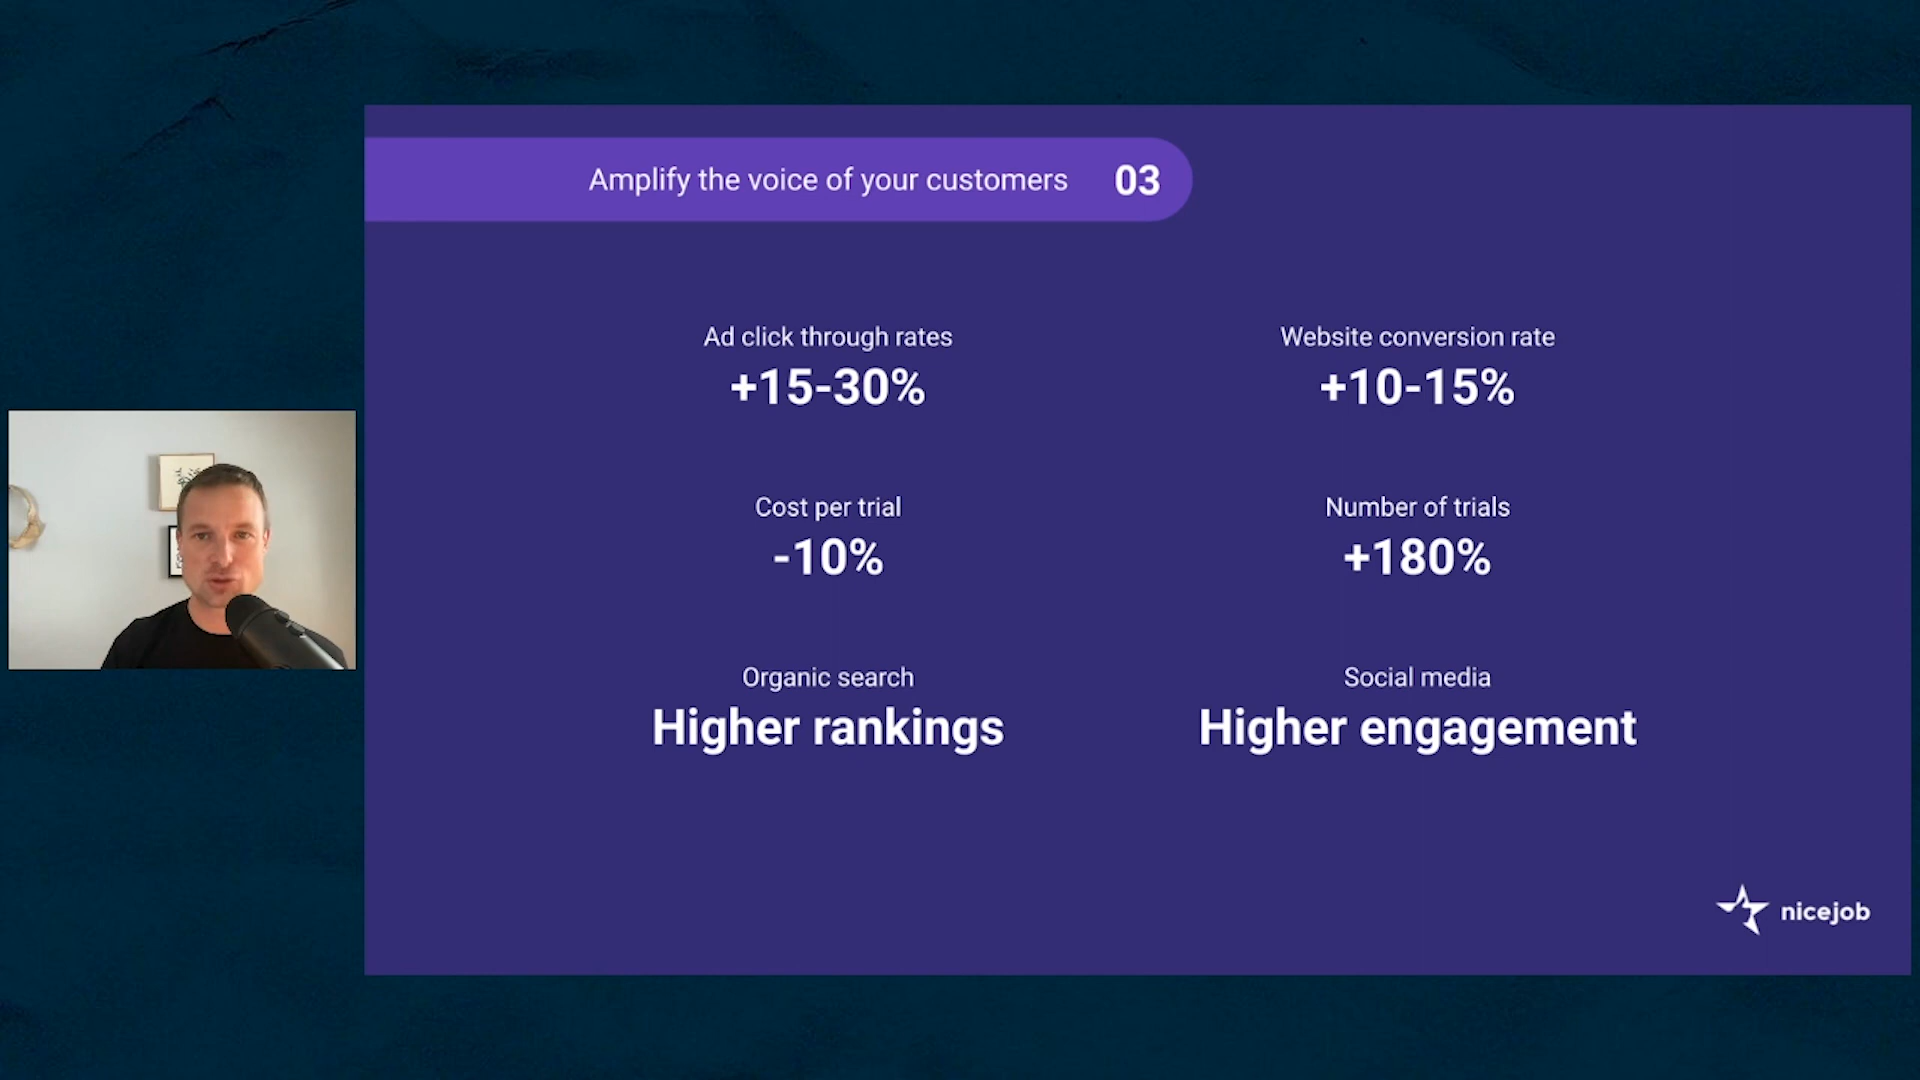 Amplify the voice of your customers 03
Ad click through rates
+15-30%
Website conversion rate
+10-15%
Cost per trial
-10%
Number of trials
+180%
Organic search
Higher rankings
Social media
Higher engagement
nicejob